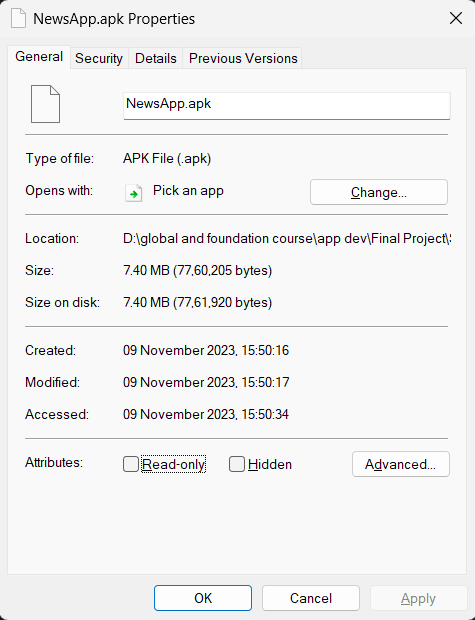 NewsApp.apk Properties
General Security Details Previous Versions
NewsApp.apk
Type of file: APK File (.apk)
Opens with: Pick an app Change...
Location: D:\global and foundation course\app dev\Final Project\
Size: 7.40 MB (77,60,205 bytes)
Size on disk: 7.40 MB (77,61,920 bytes)
Created: 09 November 2023, 15:50:16
Modified: 09 November 2023, 15:50:17
Accessed: 09 November 2023, 15:50:34
Attributes: Read-only Hidden Advanced...
OK Cancel Apply